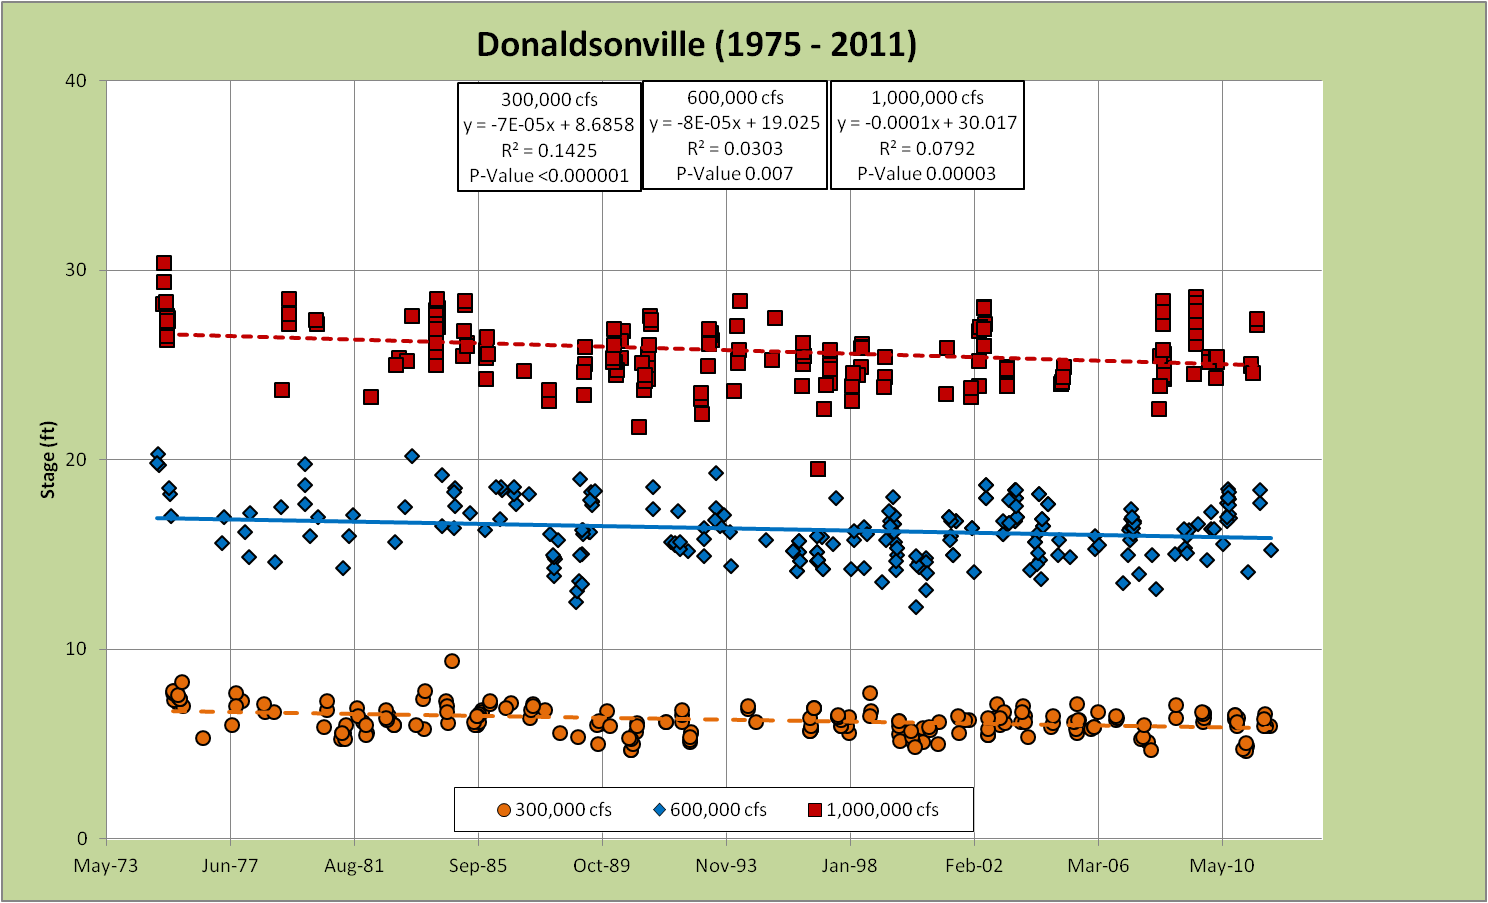 Donaldsonville (1975 - 2011)
300,000 cfs
y = -7E-05x + 8.6858
R² = 0.1425
P-Value <0.000001
600,000 cfs
y = -8E-05x + 19.025
R² = 0.0303
P-Value 0.007
1,000,000 cfs
y = -0.0001x + 30.017
R² = 0.0792
P-Value 0.00003
Stage (ft)
40
30
20
10
0
May-73 Jun-77 Aug-81 Sep-85 Oct-89 Nov-93 Jan-98 Feb-02 Mar-06 May-10
300,000 cfs 600,000 cfs 1,000,000 cfs